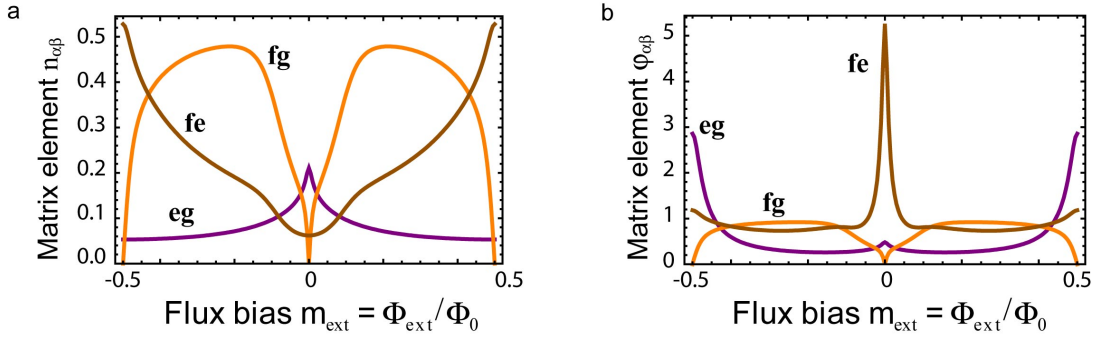 a
Matrix element n_αβ
0.5
0.4
0.3
0.2
0.1
0.0
fg
fe
eg
-0.5
0
0.5
Flux bias m_ext = Φ_ext/Φ_0
b
Matrix element φ_αβ
5
4
3
2
1
0
fe
eg
fg
-0.5
0
0.5
Flux bias m_ext = Φ_ext/Φ_0